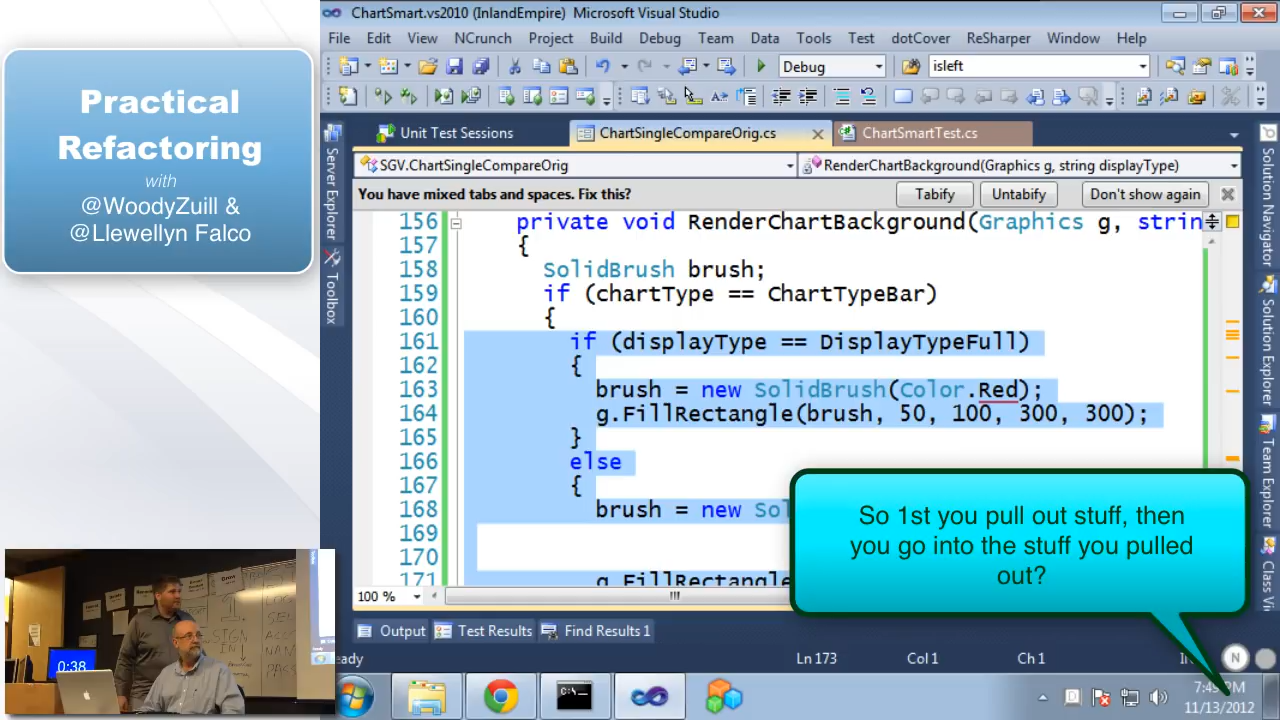 Practical
Refactoring
with
@WoodyZuill &
@Llewellyn Falco
0:38
ChartSmart.vs2010 (InlandEmpire) Microsoft Visual Studio
File Edit View NCrunch Project Build Debug Team Data Tools Test dotCover ReSharper Window Help
Debug isleft
Unit Test Sessions ChartSingleCompareOrig.cs ChartSmartTest.cs
SGV.ChartSingleCompareOrig RenderChartBackground(Graphics g, string displayType)
You have mixed tabs and spaces. Fix this? Tabify Untabify Don't show again
Server Explorer
Toolbox
156 private void RenderChartBackground(Graphics g, strin
157 {
158 SolidBrush brush;
159 if (chartType == ChartTypeBar)
160 {
161 if (displayType == DisplayTypeFull)
162 {
163 brush = new SolidBrush(Color.Red);
164 g.FillRectangle(brush, 50, 100, 300, 300);
165 }
166 else
167 {
168 brush = new Sol
169
170
171 g.FillRectangle
Solution Navigator
Solution Explorer
Team Explorer
Class Vi
So 1st you pull out stuff, then
you go into the stuff you pulled
out?
100 %
Output Test Results Find Results 1
eady Ln 173 Col 1 Ch 1 N
11/13/2012